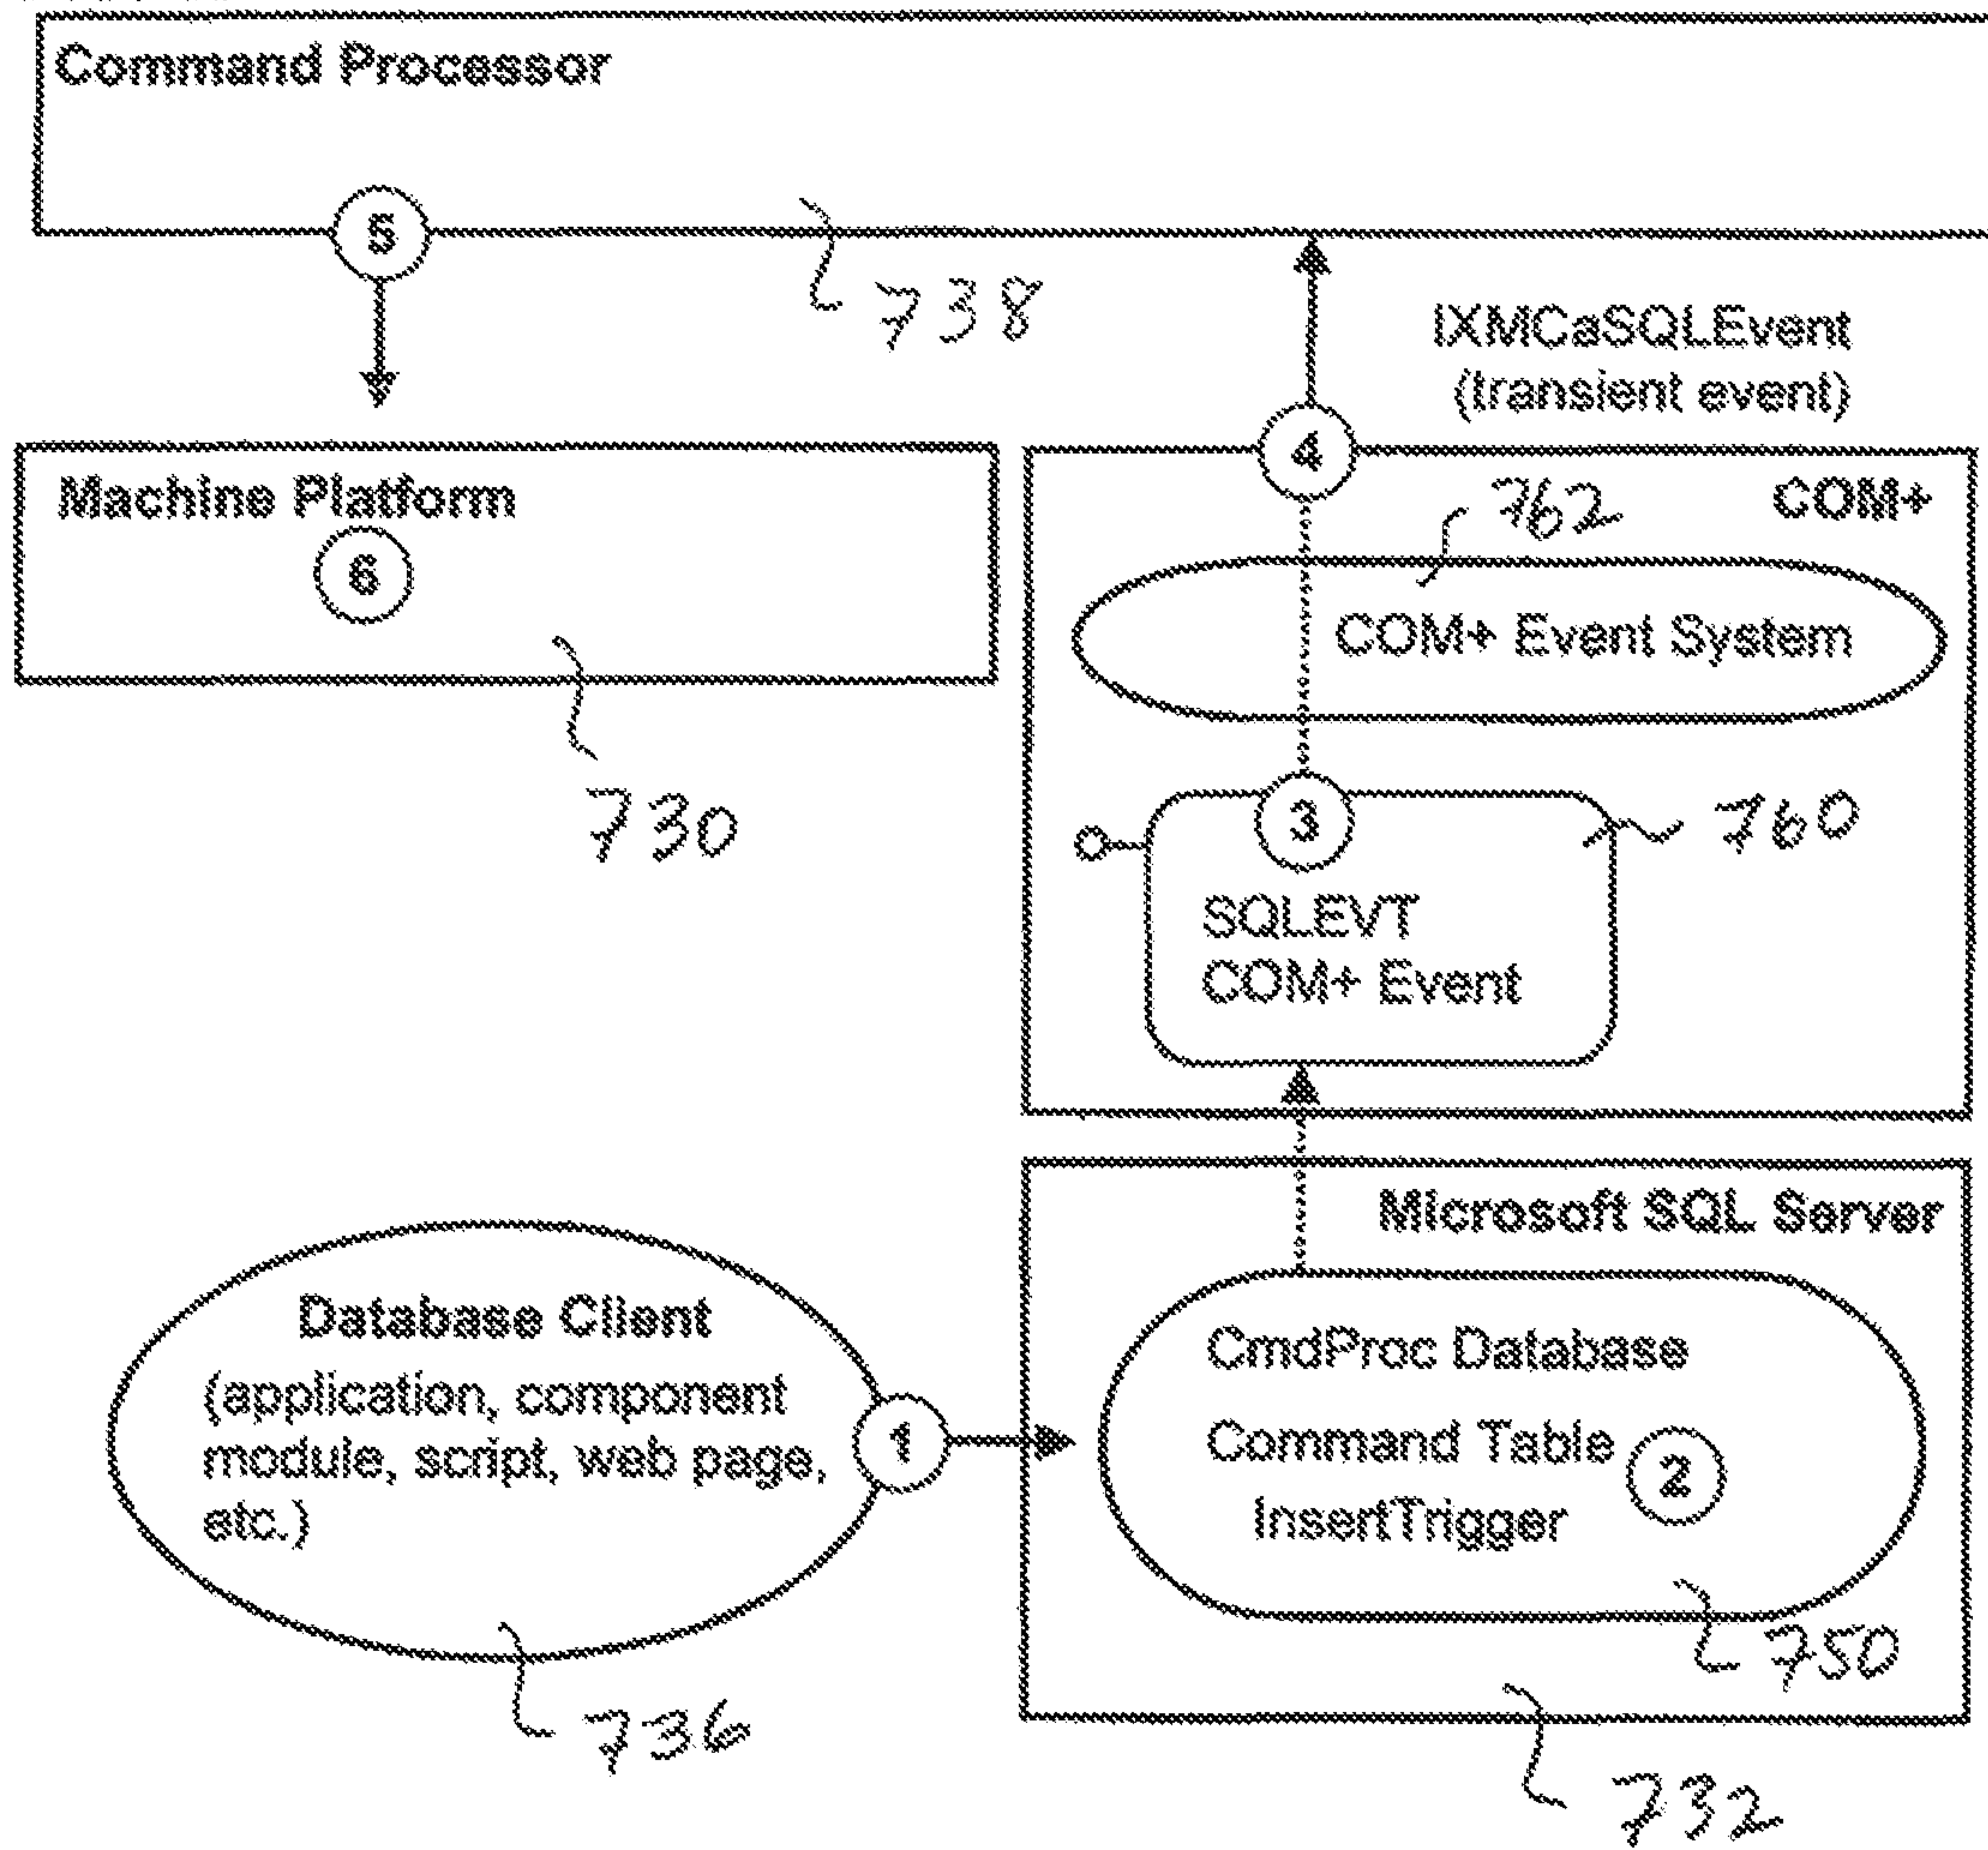 Command Processor
5
738
IXMCaSQLEvent
(transient event)
4
Machine Platform
6
730
762
COM+
COM+ Event System
3
760
SQLEVT
COM+ Event
Microsoft SQL Server
Database Client
(application, component
module, script, web page,
etc.)
1
CmdProc Database
Command Table
2
InsertTrigger
750
736
732